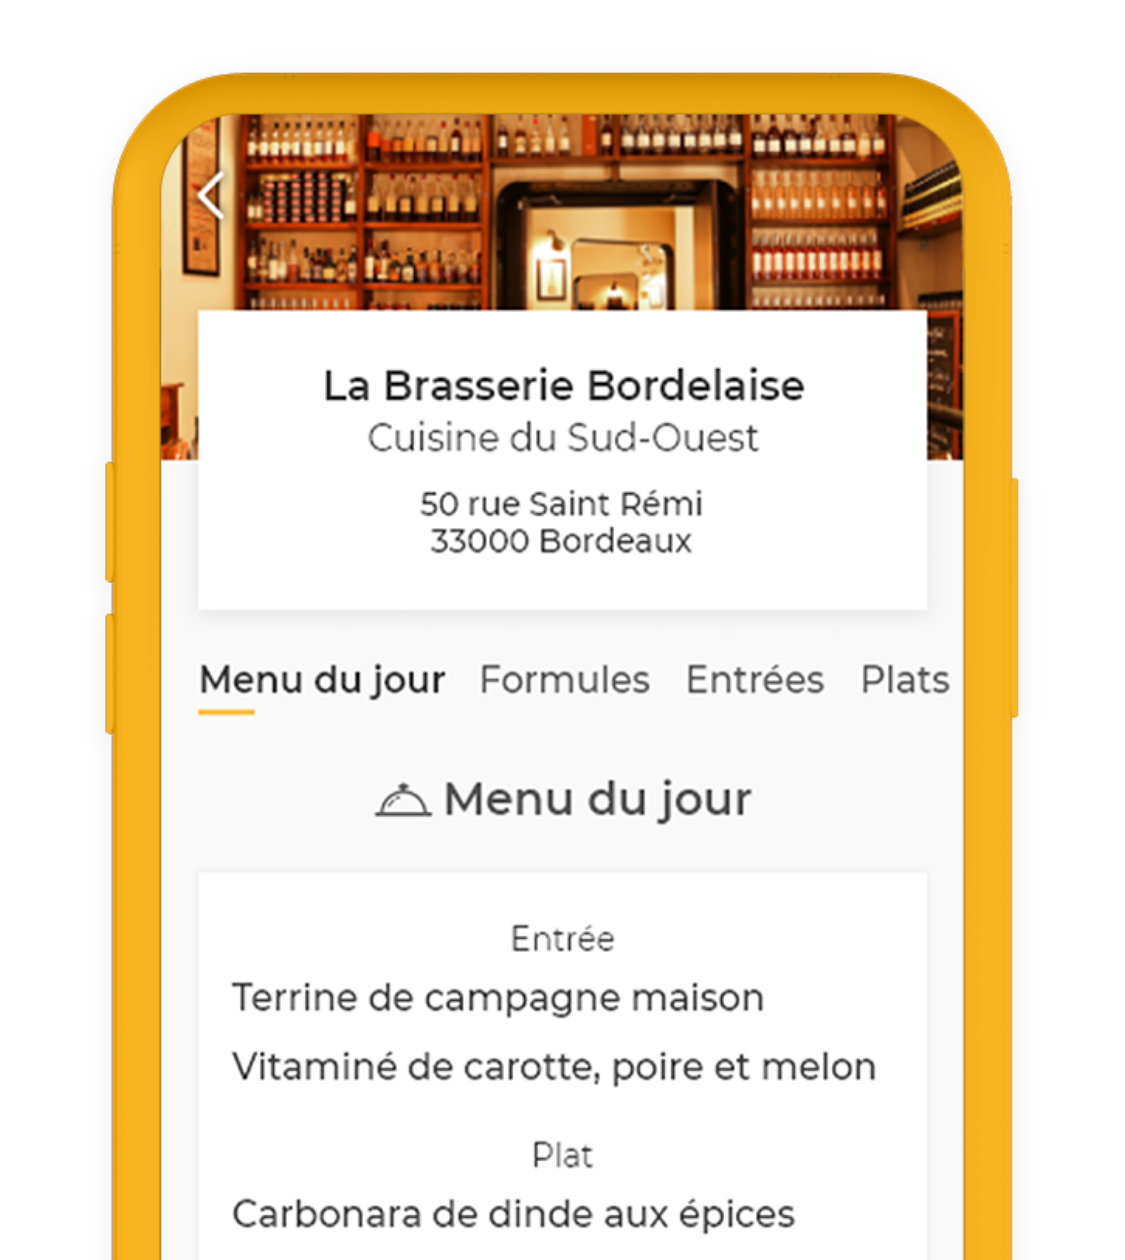 La Brasserie Bordelaise
Cuisine du Sud-Ouest
50 rue Saint Rémi
33000 Bordeaux
Menu du jour Formules Entrées Plats
Menu du jour
Entrée
Terrine de campagne maison
Vitaminé de carotte, poire et melon
Plat
Carbonara de dinde aux épices